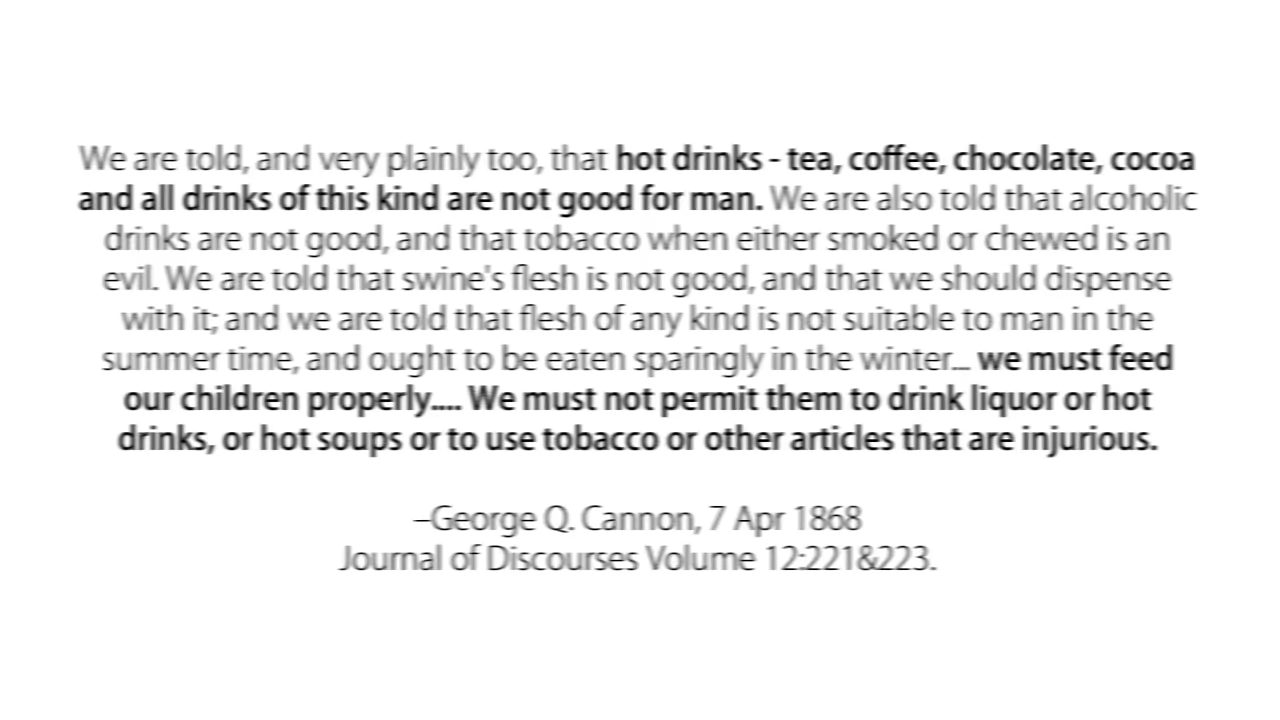 We are told, and very plainly too, that hot drinks - tea, coffee, chocolate, cocoa
and all drinks of this kind are not good for man. We are also told that alcoholic
drinks are not good, and that tobacco when either smoked or chewed is an
evil. We are told that swine's flesh is not good, and that we should dispense
with it; and we are told that flesh of any kind is not suitable to man in the
summer time, and ought to be eaten sparingly in the winter... we must feed
our children properly.... We must not permit them to drink liquor or hot
drinks, or hot soups or to use tobacco or other articles that are injurious.
–George Q. Cannon, 7 Apr 1868
Journal of Discourses Volume 12:221&223.